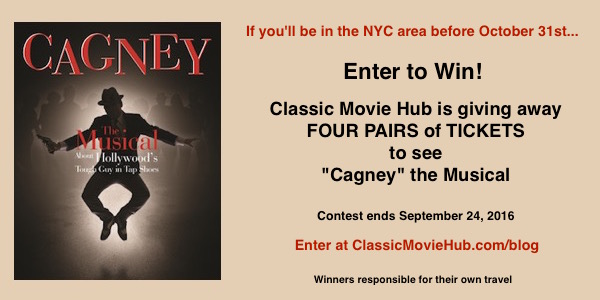 CAGNEY
The
Musical
About Hollywood's
Tough Guy in Tap Shoes
If you'll be in the NYC area before October 31st...
Enter to Win!
Classic Movie Hub is giving away
FOUR PAIRS of TICKETS
to see
"Cagney" the Musical
Contest ends September 24, 2016
Enter at ClassicMovieHub.com/blog
Winners responsible for their own travel